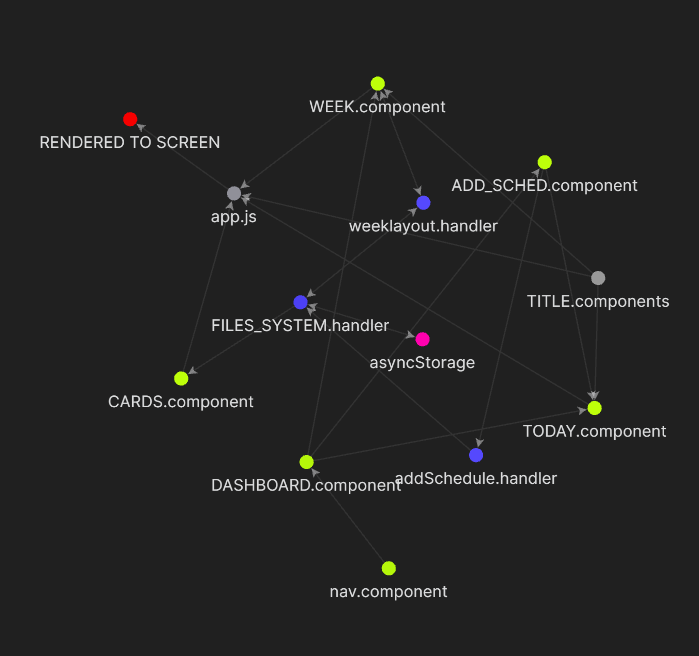 WEEK.component
RENDERED TO SCREEN
ADD_SCHED.component
app.js
weeklayout.handler
TITLE.components
FILES_SYSTEM.handler
asyncStorage
CARDS.component
TODAY.component
DASHBOARD.component
addSchedule.handler
nav.component